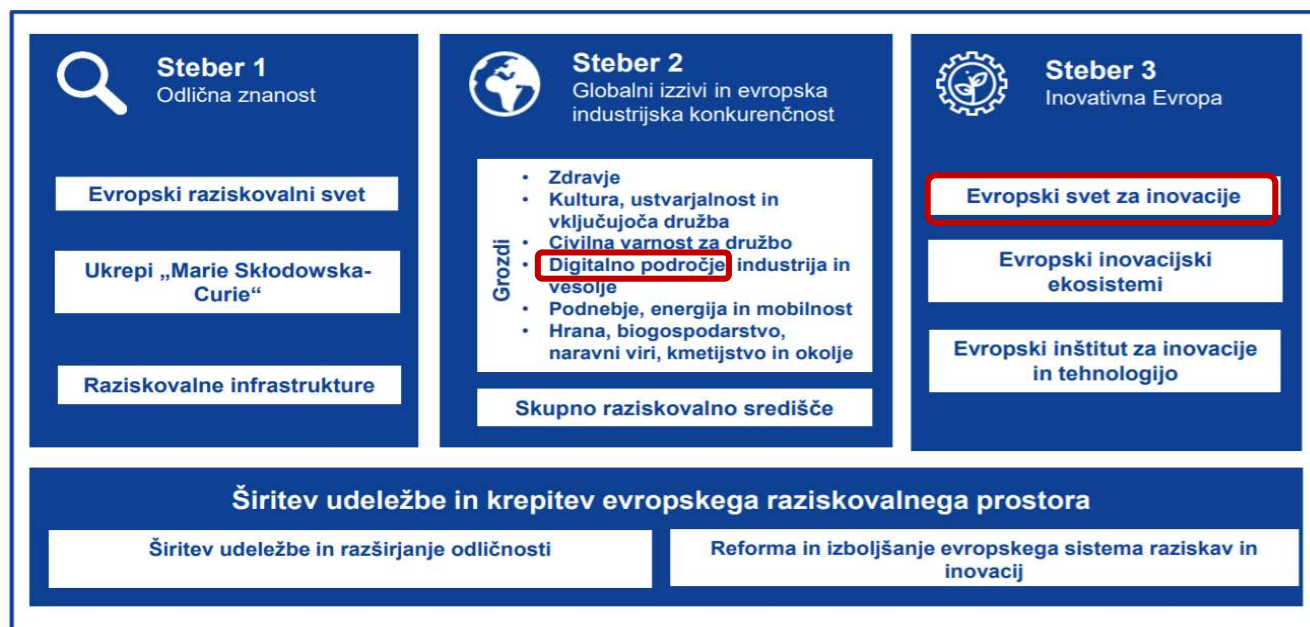 Steber 1
Odlična znanost
Evropski raziskovalni svet
Ukrepi „Marie Skłodowska-
Curie“
Raziskovalne infrastrukture
Steber 2
Globalni izzivi in evropska
industrijska konkurenčnost
Grozdi
• Zdravje
• Kultura, ustvarjalnost in
vključujoča družba
• Civilna varnost za družbo
• Digitalno področje, industrija in
vesolje
• Podnebje, energija in mobilnost
• Hrana, biogospodarstvo,
naravni viri, kmetijstvo in okolje
Skupno raziskovalno središče
Steber 3
Inovativna Evropa
Evropski svet za inovacije
Evropski inovacijski
ekosistemi
Evropski inštitut za inovacije
in tehnologijo
Širitev udeležbe in krepitev evropskega raziskovalnega prostora
Širitev udeležbe in razširjanje odličnosti
Reforma in izboljšanje evropskega sistema raziskav in
inovacij